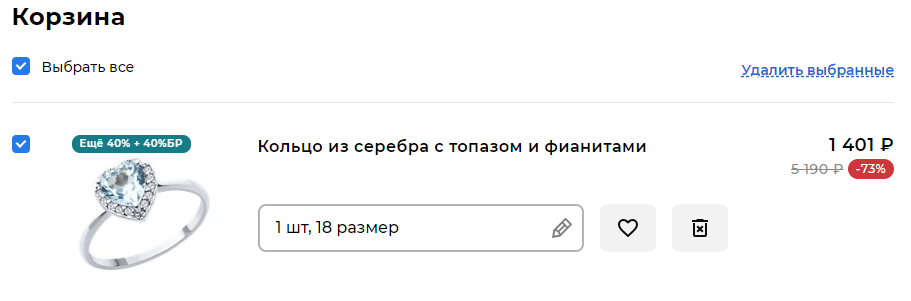 Корзина
Выбрать все
Удалить выбранные
Ещё 40% + 40%БР
Кольцо из серебра с топазом и фианитами
1 401 ₽
5 190 ₽ -73%
1 шт, 18 размер